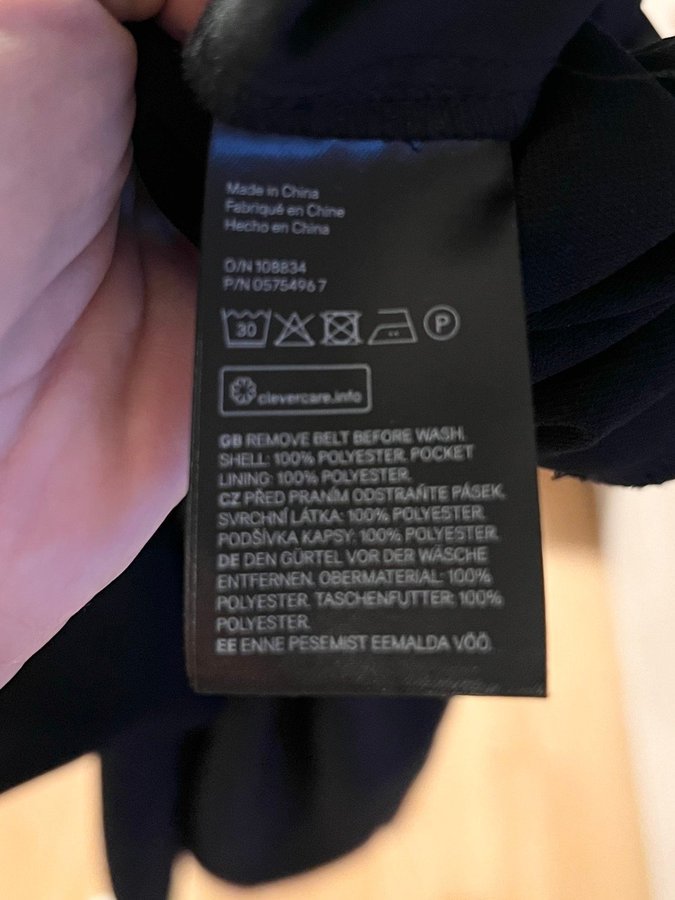 Made in China
Fabriqué en Chine
Hecho en China
O/N 108834
P/N 05754967
30
P
clevercare.info
GB REMOVE BELT BEFORE WASH.
SHELL: 100% POLYESTER. POCKET
LINING: 100% POLYESTER.
CZ PŘED PRANÍM ODSTRAŇTE PÁSEK.
SVRCHNÍ LÁTKA: 100% POLYESTER.
PODŠÍVKA KAPSY: 100% POLYESTER.
DE DEN GÜRTEL VOR DER WÄSCHE
ENTFERNEN. OBERMATERIAL: 100%
POLYESTER. TASCHENFUTTER: 100%
POLYESTER.
EE ENNE PESEMIST EEMALDA VÖÖ.